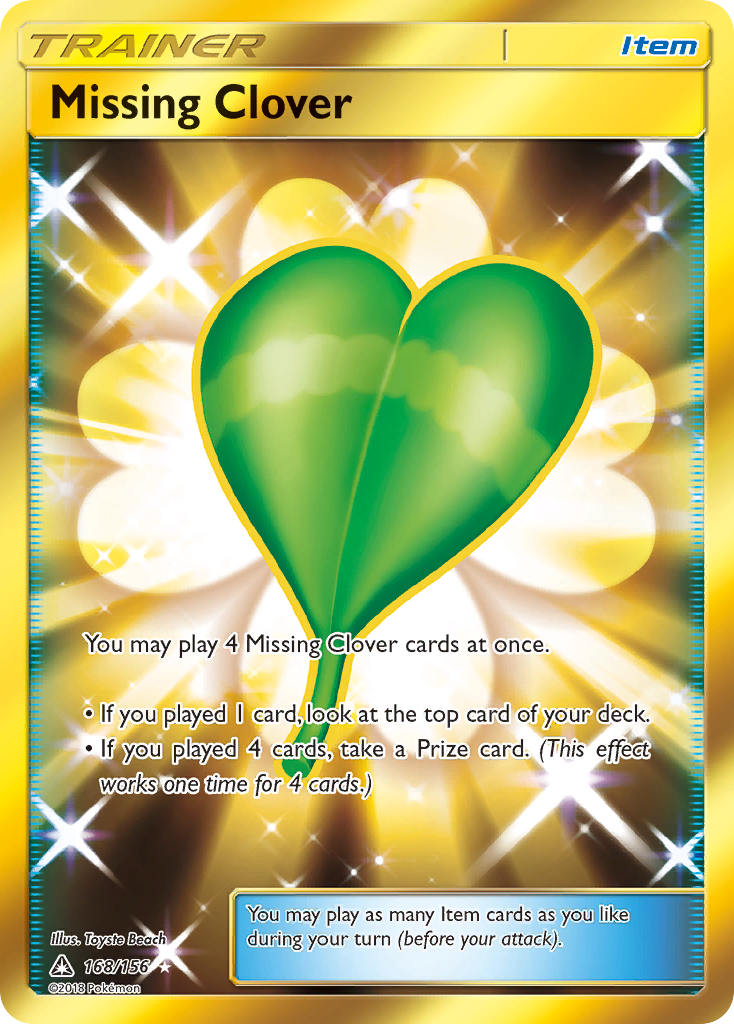 TRAINER
Item
Missing Clover
You may play 4 Missing Clover cards at once.
• If you played 1 card, look at the top card of your deck.
• If you played 4 cards, take a Prize card. (This effect
works one time for 4 cards.)
You may play as many Item cards as you like
during your turn (before your attack).
Illus. Toyste Beach
168/156 ★
©2018 Pokémon